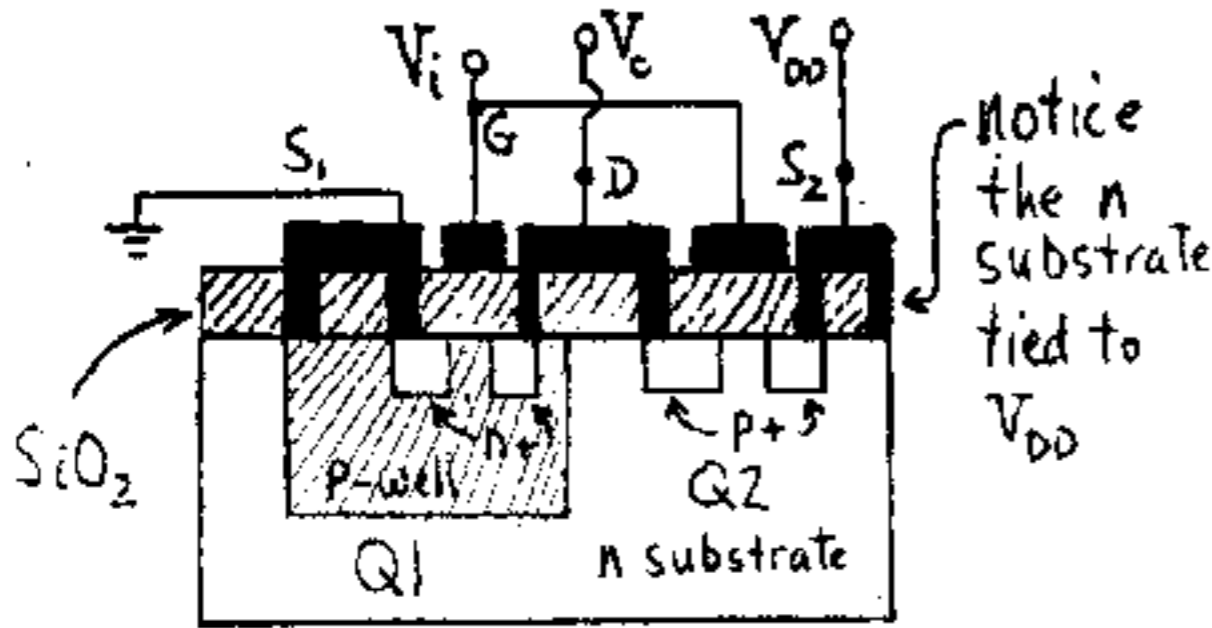 Vi
Vc
VDD
G
S1
D
S2
notice
the n
substrate
tied to
VDD
SiO2
n+
p+
p-well
Q2
Q1
n substrate